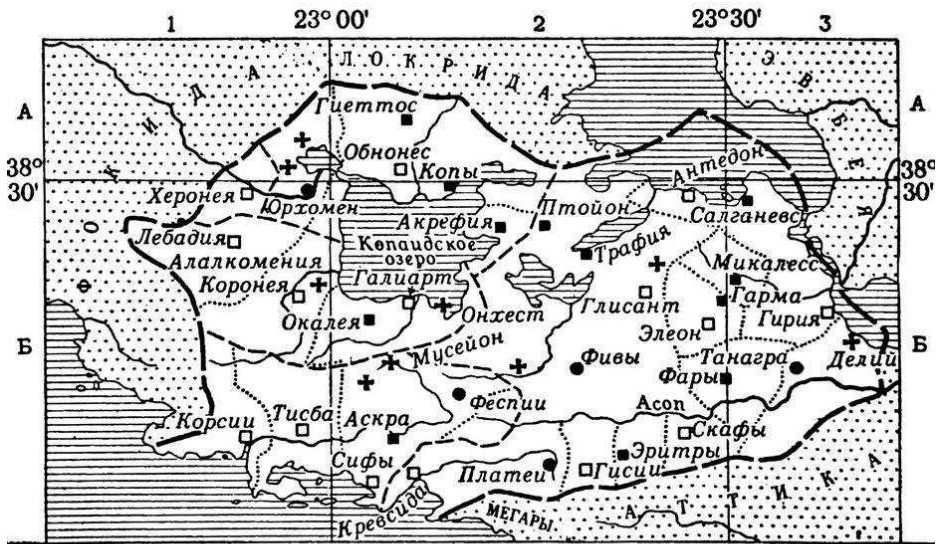 1 23°00' 2 23°30' 3
ЛОКРИДА
ЭВБЕЯ
А А
ФОКИДА
Гиеттос
38° 38°
Обнонес
Копы
Антедон
30' 30'
Херонея
Юрхомен
Акрефия
Птойон
Салганевс
Лебадия
Копаидское
озеро
Трафия
Алалкомения
Микалесс
Коронея
Галиарт
Глисант
Гарма
Окалея
Онхест
Элеон
Гирия
Б Б
Мусейон
Фивы
Танагра
Делий
Фары
Феспии
Асоп
Корсии
Тисба
Аскра
Скафы
Эритры
Сифы
Платеи
Гисии
Кревсида
МЕГАРЫ
АТТИКА